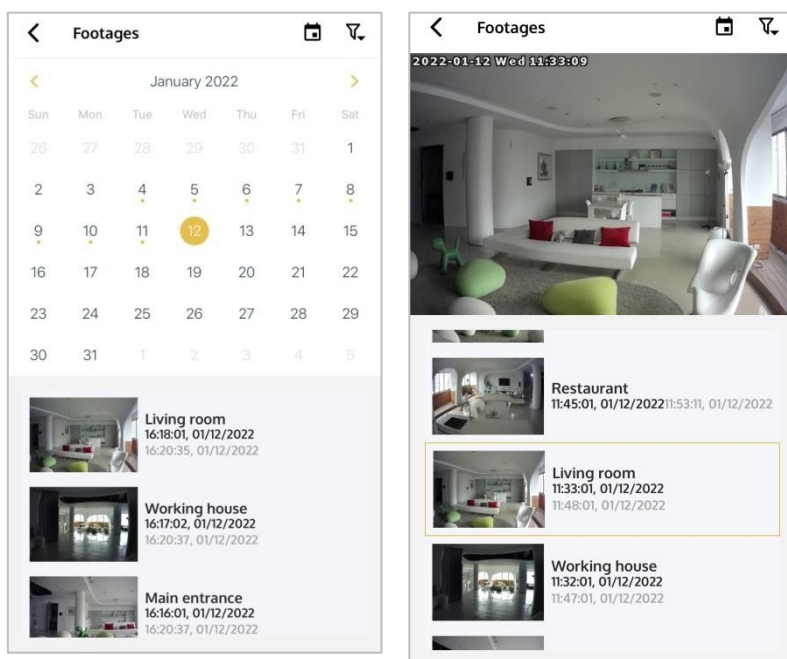 Footages
January 2022
Sun Mon Tue Wed Thu Fri Sat
26 27 28 29 30 31 1
2 3 4 5 6 7 8
9 10 11 12 13 14 15
16 17 18 19 20 21 22
23 24 25 26 27 28 29
30 31 1 2 3 4 5
Living room
16:18:01, 01/12/2022
16:20:35, 01/12/2022
Working house
16:17:02, 01/12/2022
16:20:37, 01/12/2022
Main entrance
16:16:01, 01/12/2022
16:20:37, 01/12/2022
Footages
2022-01-12 Wed 11:33:09
Restaurant
11:45:01, 01/12/202211:53:11, 01/12/2022
Living room
11:33:01, 01/12/2022
11:48:01, 01/12/2022
Working house
11:32:01, 01/12/2022
11:47:01, 01/12/2022